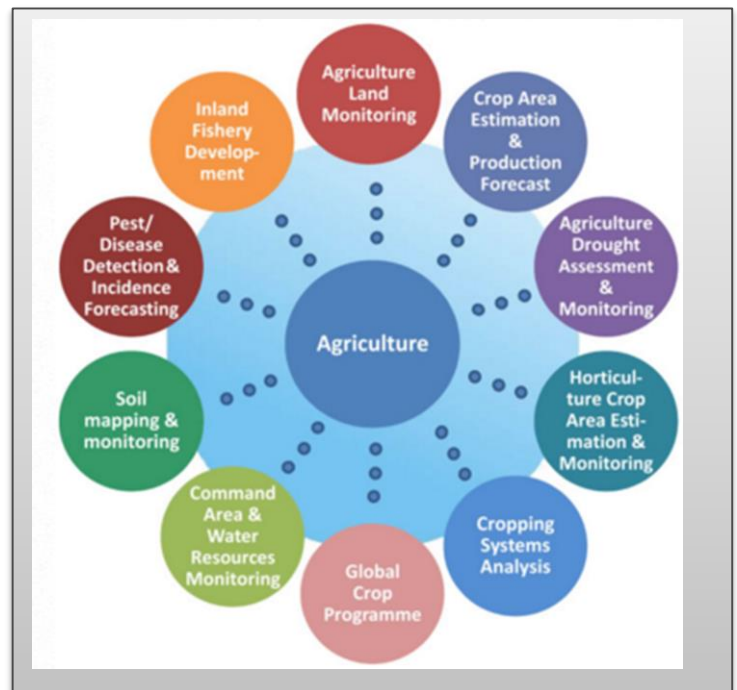 Agriculture
Land
Monitoring
Crop Area
Estimation
&
Production
Forecast
Agriculture
Drought
Assessment
&
Monitoring
Horticul-
ture Crop
Area Esti-
mation &
Monitoring
Cropping
Systems
Analysis
Global
Crop
Programme
Command
Area &
Water
Resources
Monitoring
Soil
mapping &
monitoring
Pest/
Disease
Detection &
Incidence
Forecasting
Inland
Fishery
Develop-
ment
Agriculture